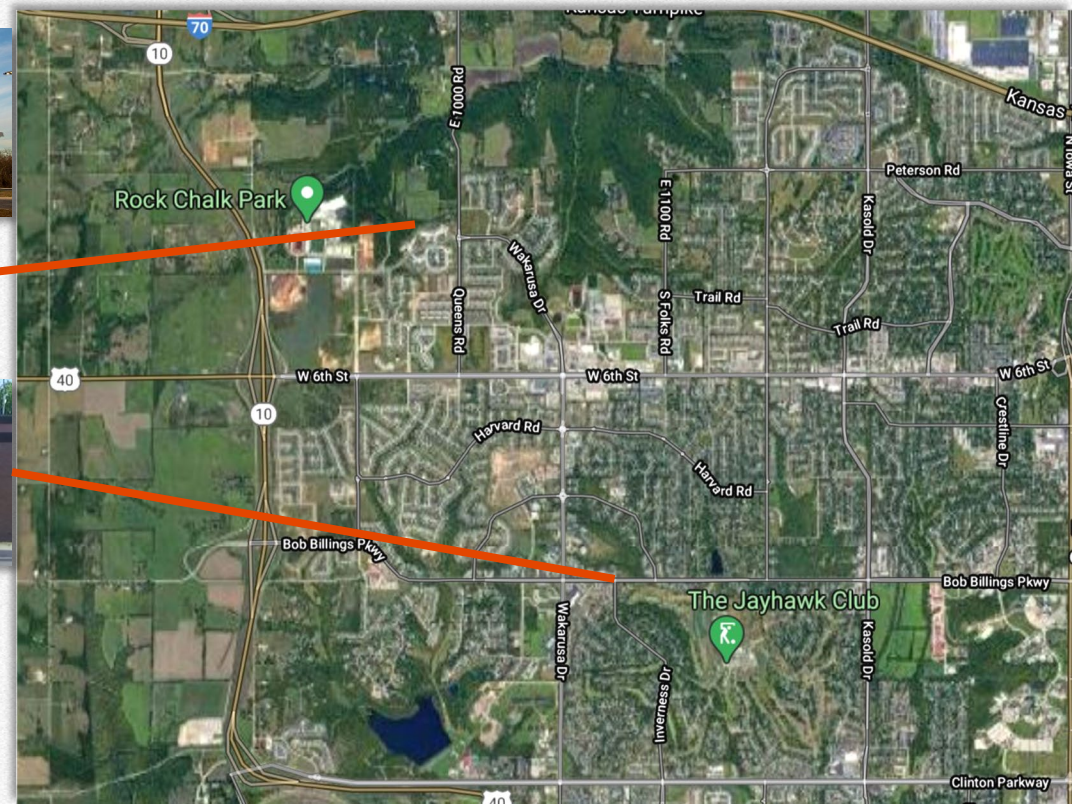 Kansas Turnpike
70
10
E 1000 Rd
Kansas
N Iowa St
Peterson Rd
Rock Chalk Park
E 1100 Rd
Kasold Dr
Wakarusa Dr
Queens Rd
S Folks Rd
Trail Rd
Trail Rd
40
W 6th St
W 6th St
W 6th St
10
Harvard Rd
Crestline Dr
Harvard Rd
Bob Billings Pkwy
Bob Billings Pkwy
The Jayhawk Club
Wakarusa Dr
Kasold Dr
Inverness Dr
Clinton Parkway
40